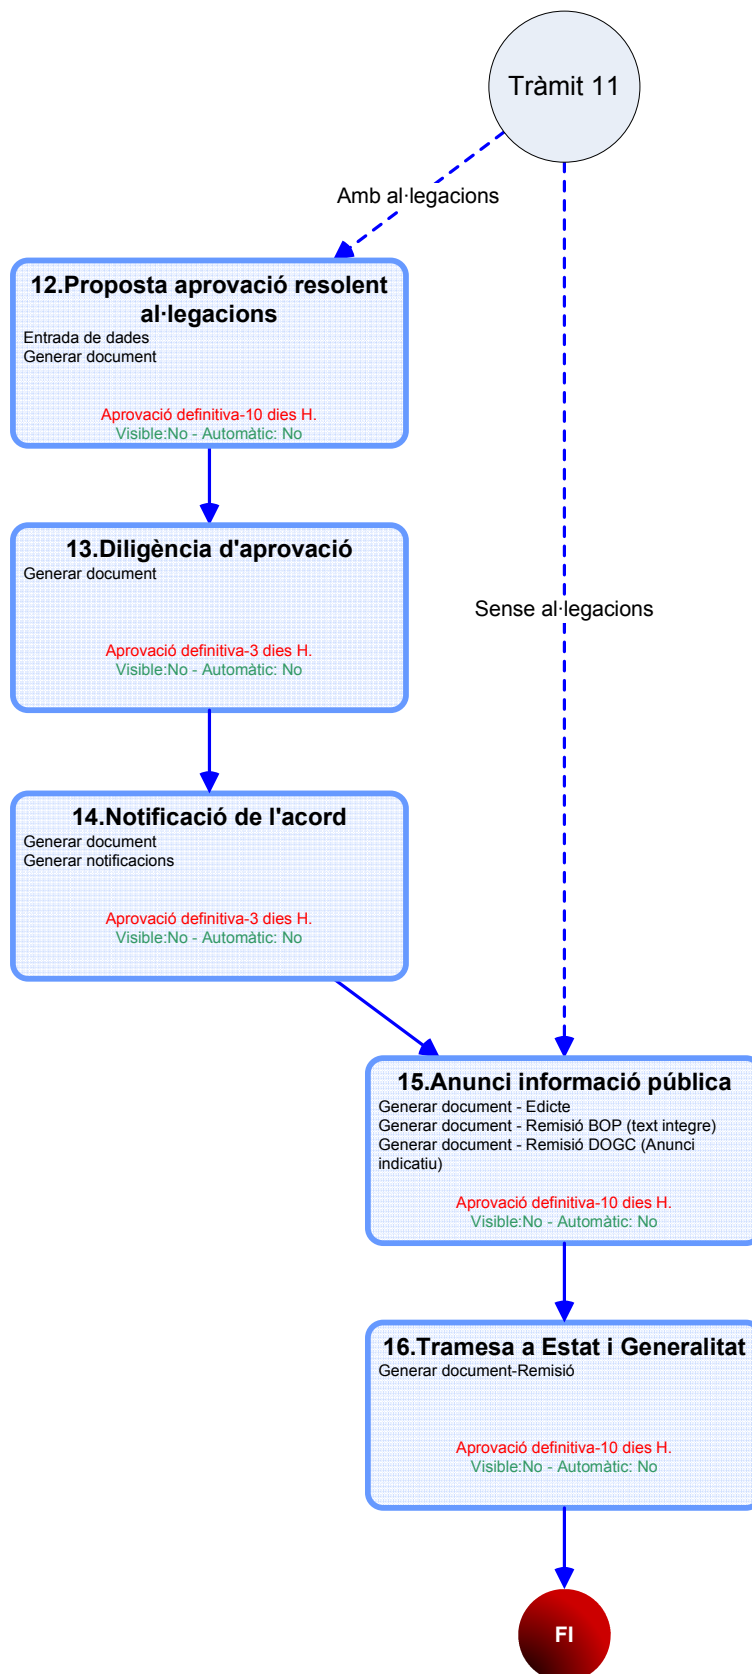 Tràmit 11
Amb al·legacions
12.Proposta aprovació resolent
al·legacions
Entrada de dades
Generar document
Aprovació definitiva-10 dies H.
Visible:No - Automàtic: No
13.Diligència d'aprovació
Generar document
Aprovació definitiva-3 dies H.
Visible:No - Automàtic: No
Sense al·legacions
14.Notificació de l'acord
Generar document
Generar notificacions
Aprovació definitiva-3 dies H.
Visible:No - Automàtic: No
15.Anunci informació pública
Generar document - Edicte
Generar document - Remisió BOP (text integre)
Generar document - Remisió DOGC (Anunci
indicatiu)
Aprovació definitiva-10 dies H.
Visible:No - Automàtic: No
16.Tramesa a Estat i Generalitat
Generar document-Remisió
Aprovació definitiva-10 dies H.
Visible:No - Automàtic: No
FI